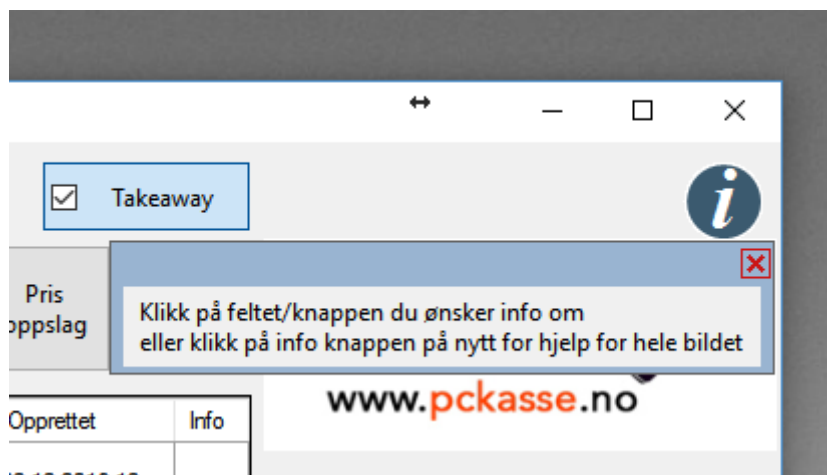 Takeaway
i
Pris
oppslag
Klikk på feltet/knappen du ønsker info om
eller klikk på info knappen på nytt for hjelp for hele bildet
www.pckasse.no
Opprettet Info